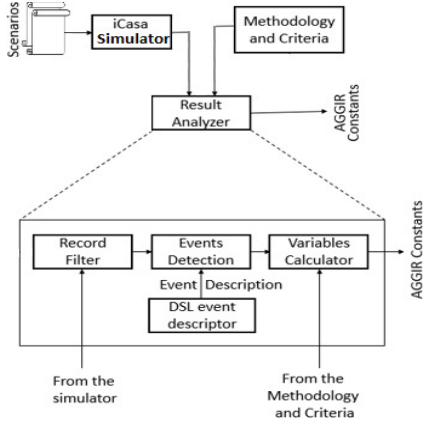 Scenarios
iCasa
Simulator
Methodology
and Criteria
Result
Analyzer
AGGIR
Constants
Record
Filter
Events
Detection
Variables
Calculator
AGGIR Constants
Event Description
DSL event
descriptor
From the
simulator
From the
Methodology
and Criteria